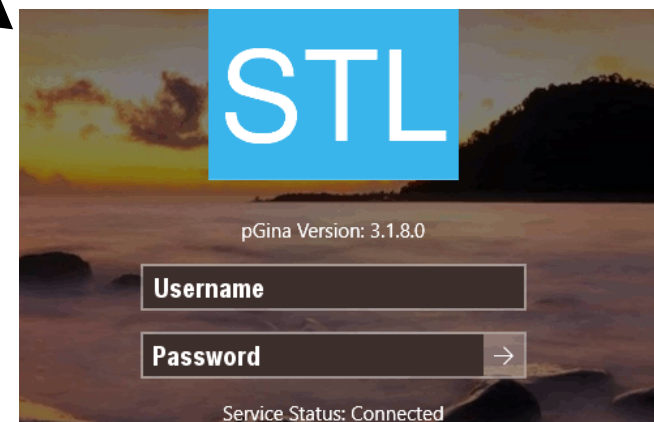 STL
pGina Version: 3.1.8.0
Username
Password
Service Status: Connected